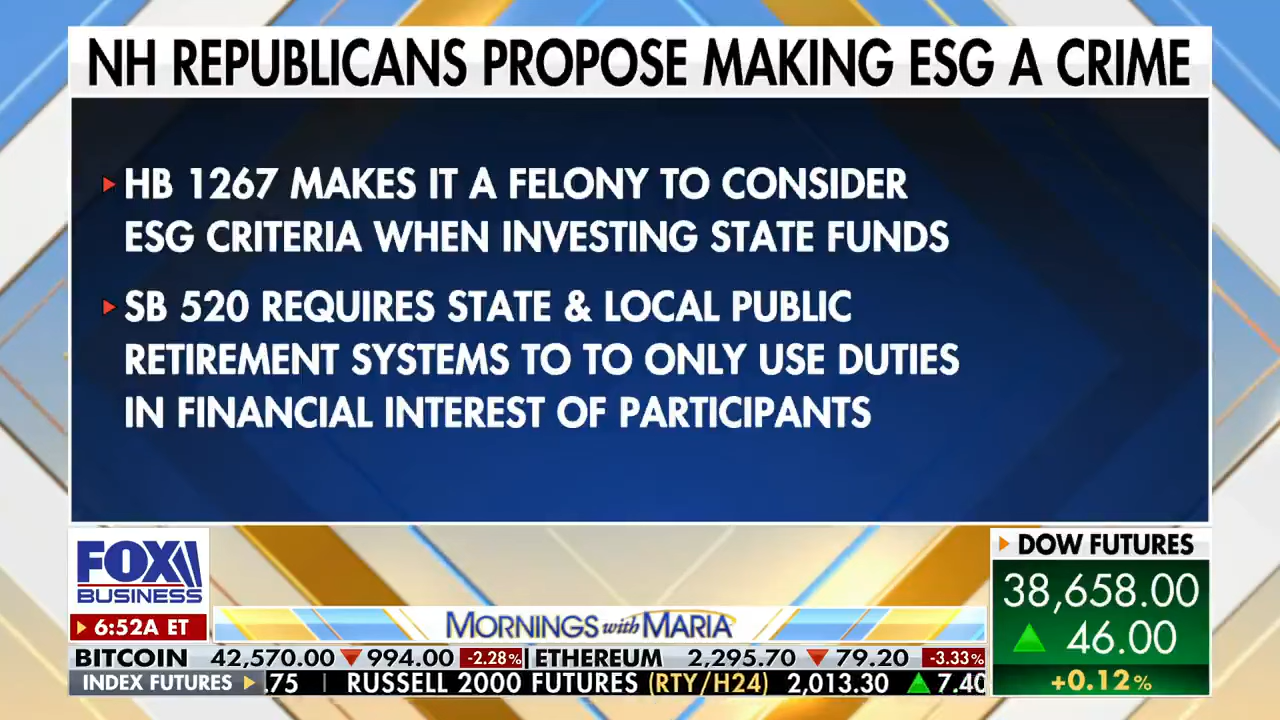 NH REPUBLICANS PROPOSE MAKING ESG A CRIME
HB 1267 MAKES IT A FELONY TO CONSIDER
ESG CRITERIA WHEN INVESTING STATE FUNDS
SB 520 REQUIRES STATE & LOCAL PUBLIC
RETIREMENT SYSTEMS TO TO ONLY USE DUTIES
IN FINANCIAL INTEREST OF PARTICIPANTS
FOX
BUSINESS
6:52A ET
MORNINGS with MARIA
DOW FUTURES
38,658.00
46.00
+0.12%
BITCOIN 42,570.00 994.00 -2.28% ETHEREUM 2,295.70 79.20 -3.33%
INDEX FUTURES .75 RUSSELL 2000 FUTURES (RTY/H24) 2,013.30 7.40